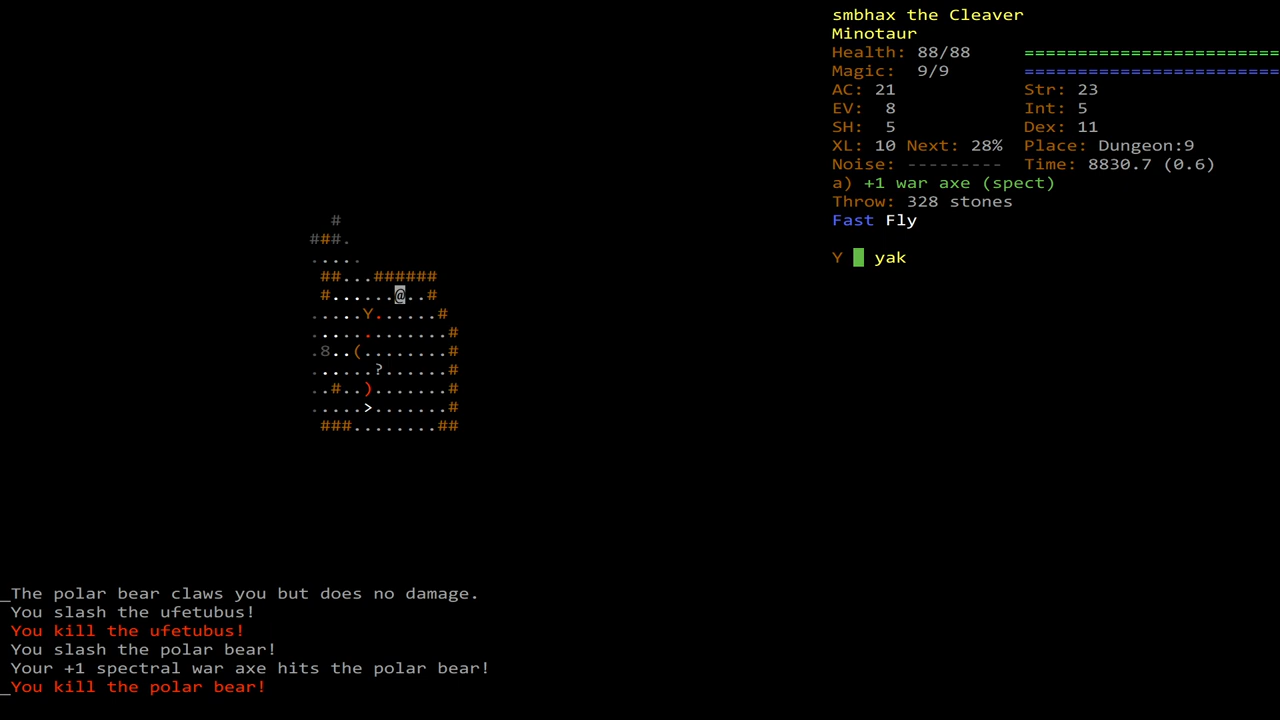 smbhax the Cleaver
Minotaur
Health: 88/88 ========================
Magic: 9/9 ========================
AC: 21 Str: 23
EV: 8 Int: 5
SH: 5 Dex: 11
XL: 10 Next: 28% Place: Dungeon:9
Noise: --------- Time: 8830.7 (0.6)
a) +1 war axe (spect)
Throw: 328 stones
Fast Fly
#
###.
.....
Y yak
##...######
#......@..#
.....Y......#
.............#
.8..(........#
......?......#
..#..).......#
.....>.......#
###........##
_The polar bear claws you but does no damage.
You slash the ufetubus!
You kill the ufetubus!
You slash the polar bear!
Your +1 spectral war axe hits the polar bear!
_You kill the polar bear!